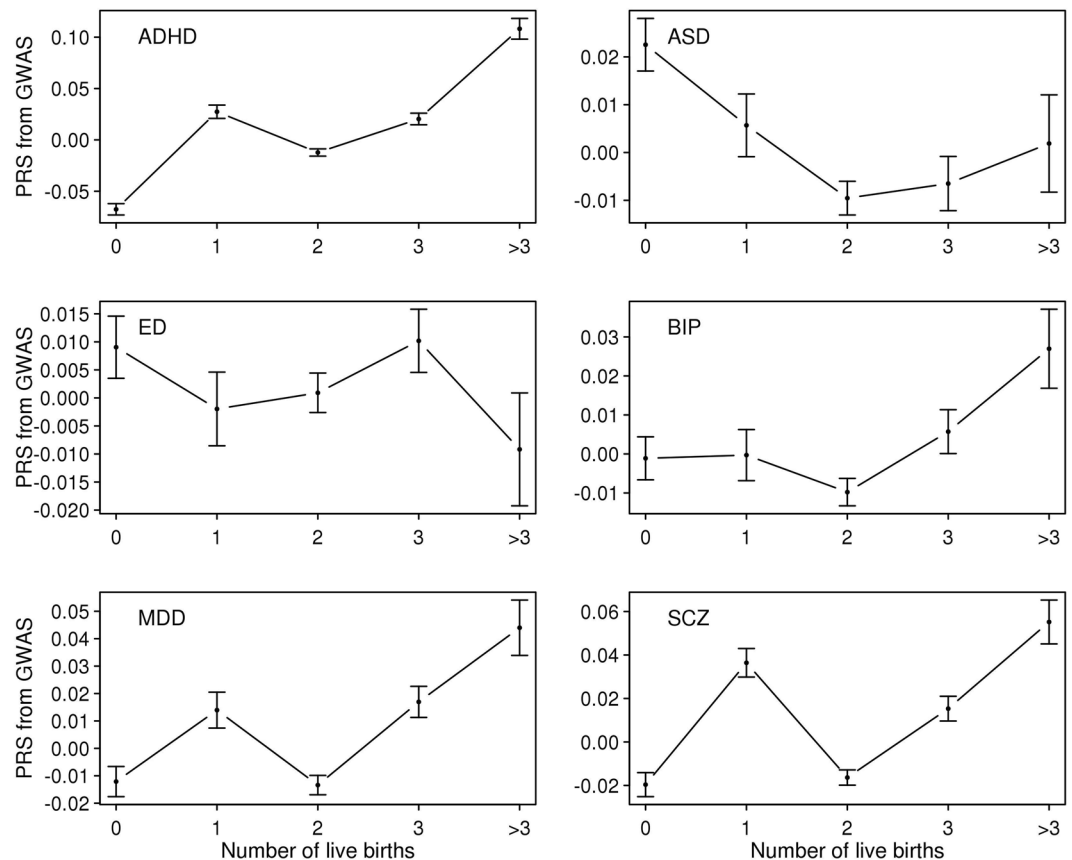 ADHD
PRS from GWAS
0.10
0.05
0.00
-0.05
0 1 2 3 >3
ASD
0.02
0.01
0.00
-0.01
0 1 2 3 >3
ED
PRS from GWAS
0.015
0.010
0.005
0.000
-0.005
-0.010
-0.015
-0.020
0 1 2 3 >3
BIP
0.03
0.02
0.01
0.00
-0.01
0 1 2 3 >3
MDD
PRS from GWAS
0.05
0.04
0.03
0.02
0.01
0.00
-0.01
-0.02
0 1 2 3 >3
Number of live births
SCZ
0.06
0.04
0.02
0.00
-0.02
0 1 2 3 >3
Number of live births